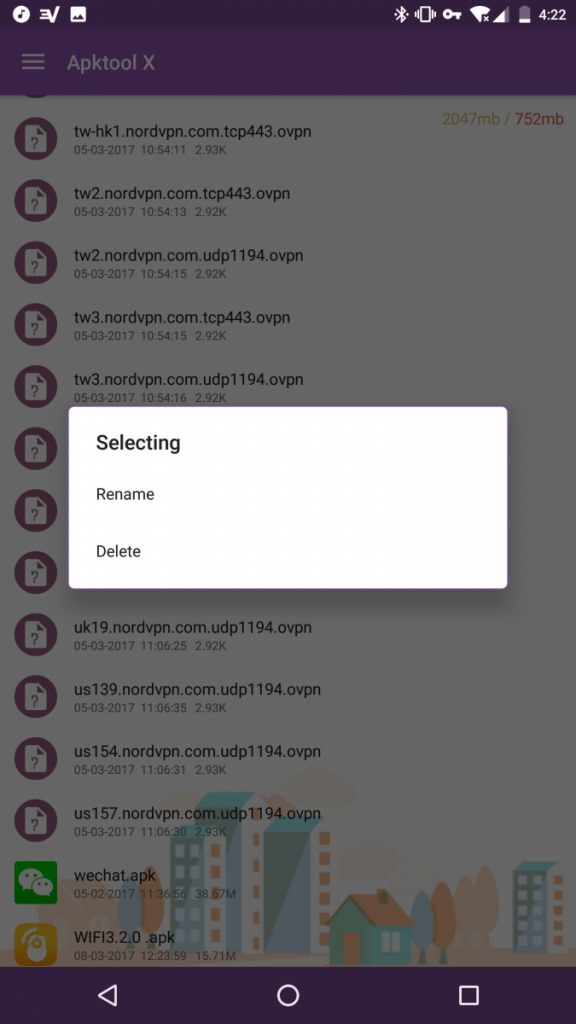 4:22
Apktool X
2047mb / 752mb
tw-hk1.nordvpn.com.tcp443.ovpn
05-03-2017 10:54:11 2.93K
tw2.nordvpn.com.tcp443.ovpn
05-03-2017 10:54:13 2.92K
tw2.nordvpn.com.udp1194.ovpn
05-03-2017 10:54:15 2.92K
tw3.nordvpn.com.tcp443.ovpn
05-03-2017 10:54:15 2.92K
tw3.nordvpn.com.udp1194.ovpn
05-03-2017 10:54:16 2.92K
Selecting
Rename
Delete
uk19.nordvpn.com.udp1194.ovpn
05-03-2017 11:06:25 2.92K
us139.nordvpn.com.udp1194.ovpn
05-03-2017 11:06:35 2.93K
us154.nordvpn.com.udp1194.ovpn
05-03-2017 11:06:31 2.93K
us157.nordvpn.com.udp1194.ovpn
05-03-2017 11:06:30 2.93K
wechat.apk
05-02-2017 11:36:56 38.67M
WIFI3.2.0 .apk
08-03-2017 12:23:59 15.71M